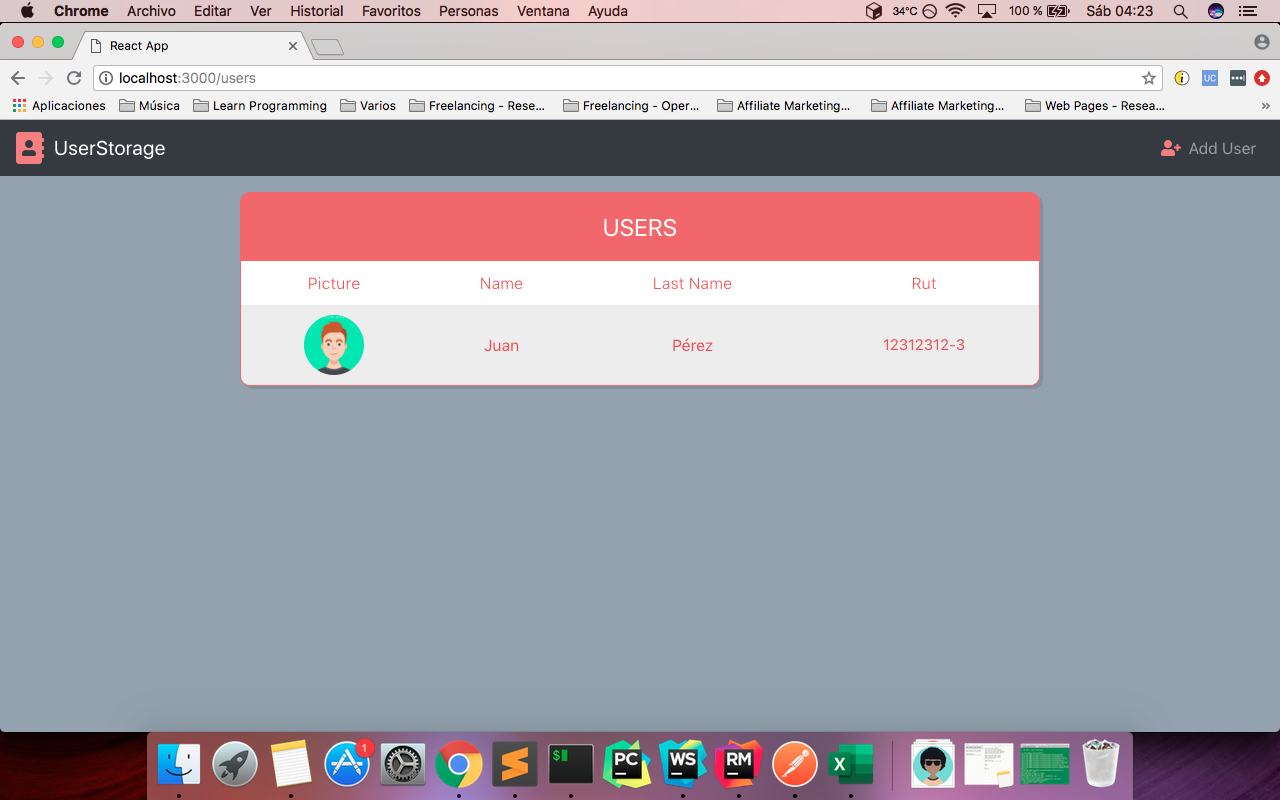 Chrome Archivo Editar Ver Historial Favoritos Personas Ventana Ayuda 34°C 100 % Sáb 04:23
React App
localhost:3000/users UC
Aplicaciones Música Learn Programming Varios Freelancing - Rese... Freelancing - Oper... Affiliate Marketing... Affiliate Marketing... Web Pages - Resea... »
UserStorage Add User
USERS
Picture Name Last Name Rut
Juan Pérez 12312312-3
1
$ PC WS RM X